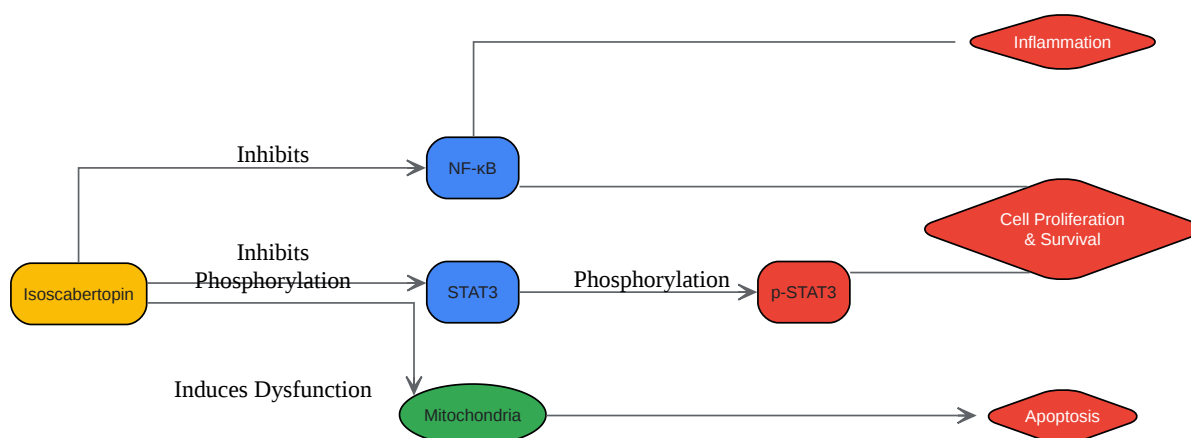 Inflammation
Inhibits
NF-κB
Cell Proliferation
& Survival
Inhibits
Phosphorylation
Phosphorylation
Isoscabertopin
STAT3
p-STAT3
Induces Dysfunction
Mitochondria
Apoptosis